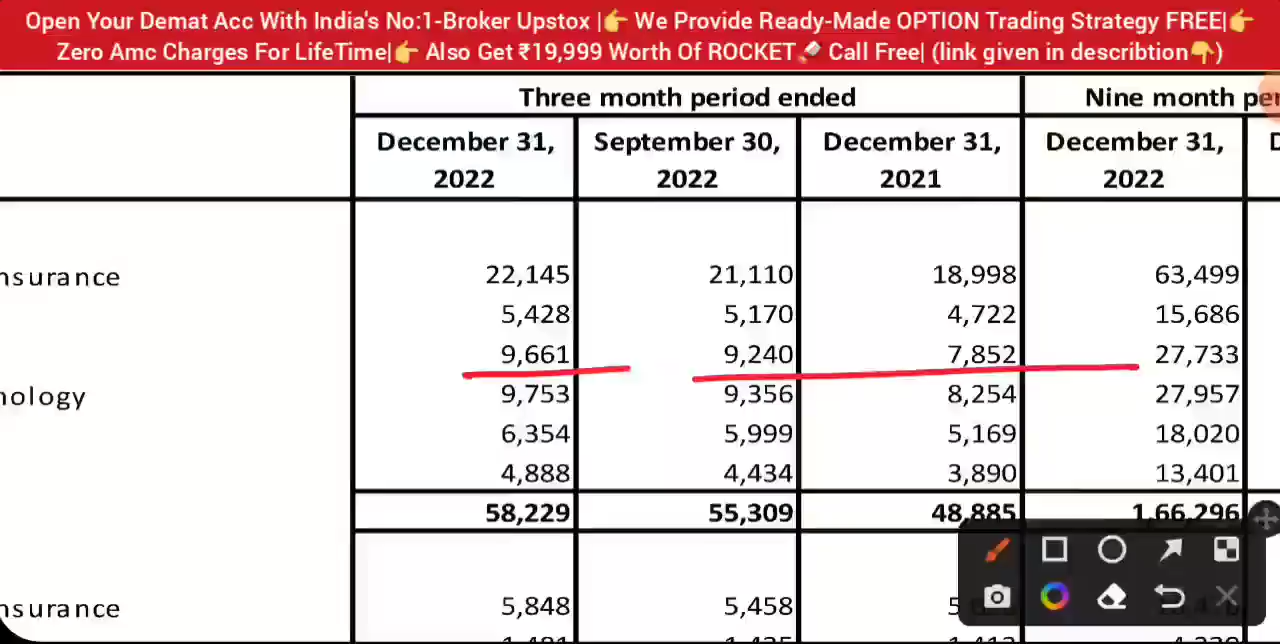 Open Your Demat Acc With India's No:1-Broker Upstox |👉 We Provide Ready-Made OPTION Trading Strategy FREE|👉
Zero Amc Charges For LifeTime|👉 Also Get ₹19,999 Worth Of ROCKET🚀 Call Free| (link given in describtion👇)
Three month period ended Nine month pe
December 31, September 30, December 31, December 31,
2022 2022 2021 2022
nsurance 22,145 21,110 18,998 63,499
5,428 5,170 4,722 15,686
9,661 9,240 7,852 27,733
nology 9,753 9,356 8,254 27,957
6,354 5,999 5,169 18,020
4,888 4,434 3,890 13,401
58,229 55,309 48,885 1,66,296
nsurance 5,848 5,458